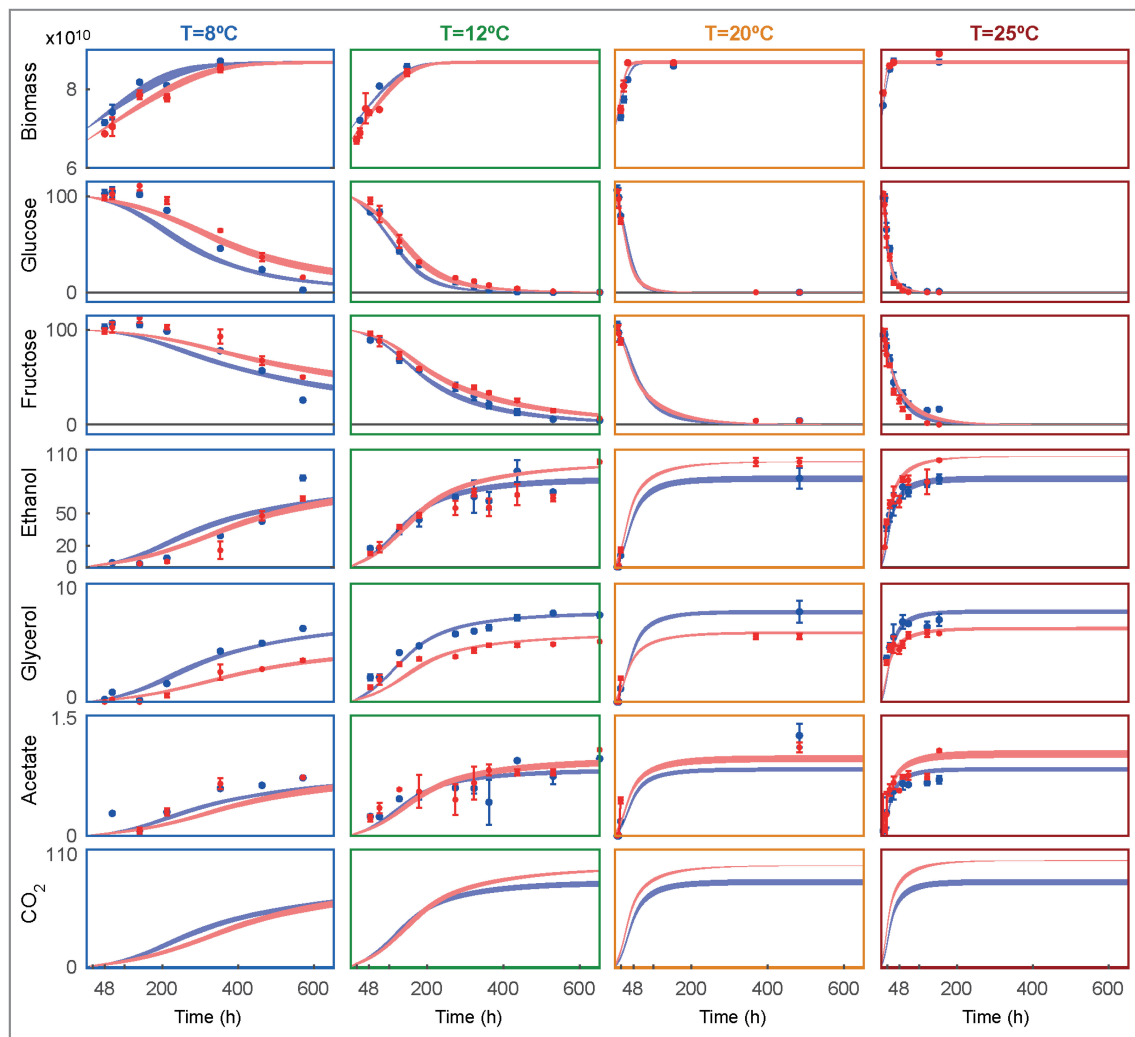 T=8ºC T=12ºC T=20ºC T=25ºC
x10¹⁰
Biomass
8
6
Glucose
100
0
Fructose
100
0
Ethanol
110
50
20
0
Glycerol
10
0
Acetate
1.5
0
CO₂
110
0
48 200 400 600 48 200 400 600 48 200 400 600 48 200 400 600
Time (h) Time (h) Time (h) Time (h)